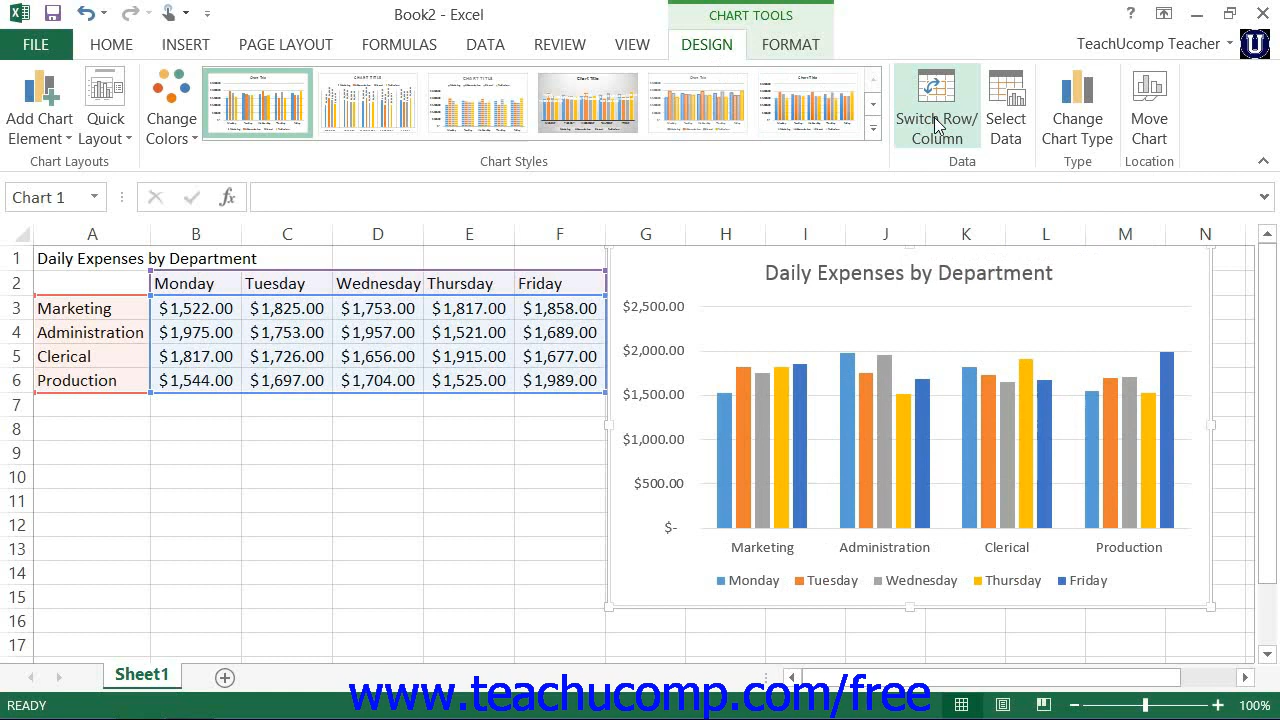 Book2 - Excel
CHART TOOLS
?
FILE HOME INSERT PAGE LAYOUT FORMULAS DATA REVIEW VIEW DESIGN FORMAT TeachUcomp Teacher U
Add Chart Element
Quick Layout
Change Colors
Switch Row/ Column
Select Data
Change Chart Type
Move Chart
Chart Layouts Chart Styles Data Type Location
Chart 1 fx
A B C D E F G H I J K L M N
1 Daily Expenses by Department
2 Monday Tuesday Wednesday Thursday Friday
3 Marketing $1,522.00 $1,825.00 $1,753.00 $1,817.00 $1,858.00
4 Administration $1,975.00 $1,753.00 $1,957.00 $1,521.00 $1,689.00
5 Clerical $1,817.00 $1,726.00 $1,656.00 $1,915.00 $1,677.00
6 Production $1,544.00 $1,697.00 $1,704.00 $1,525.00 $1,989.00
7
8
9
10
11
12
13
14
15
16
17
Daily Expenses by Department
$2,500.00
$2,000.00
$1,500.00
$1,000.00
$500.00
$-
Marketing Administration Clerical Production
Monday Tuesday Wednesday Thursday Friday
Sheet1
www.teachucomp.com/free
READY 100%